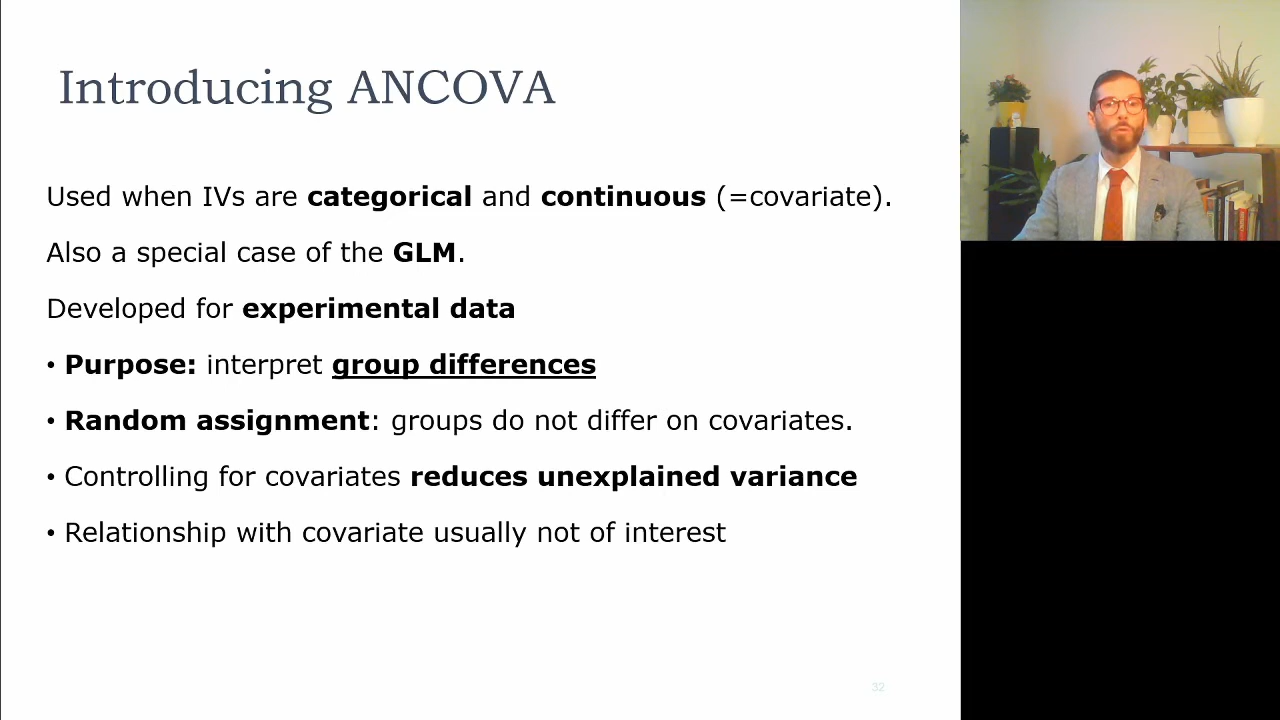 Introducing ANCOVA
Used when IVs are categorical and continuous (=covariate).
Also a special case of the GLM.
Developed for experimental data
• Purpose: interpret group differences
• Random assignment: groups do not differ on covariates.
• Controlling for covariates reduces unexplained variance
• Relationship with covariate usually not of interest
32